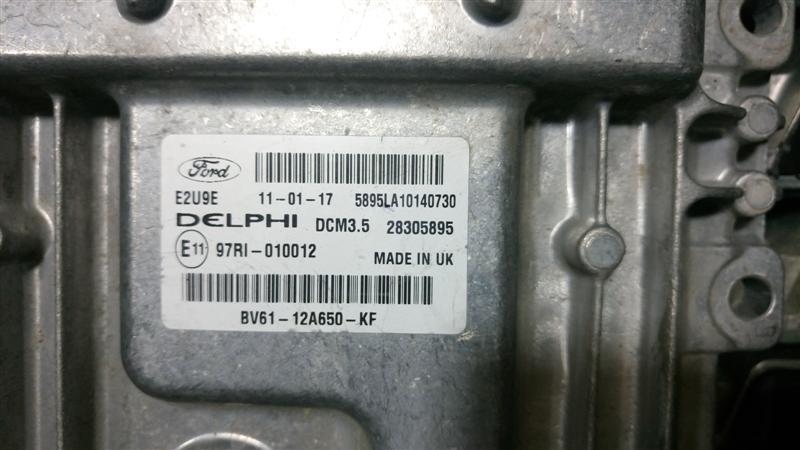 Ford
E2U9E 11-01-17 5895LA10140730
DELPHI DCM3.5 28305895
E11 97RI-010012 MADE IN UK
BV61-12A650-KF